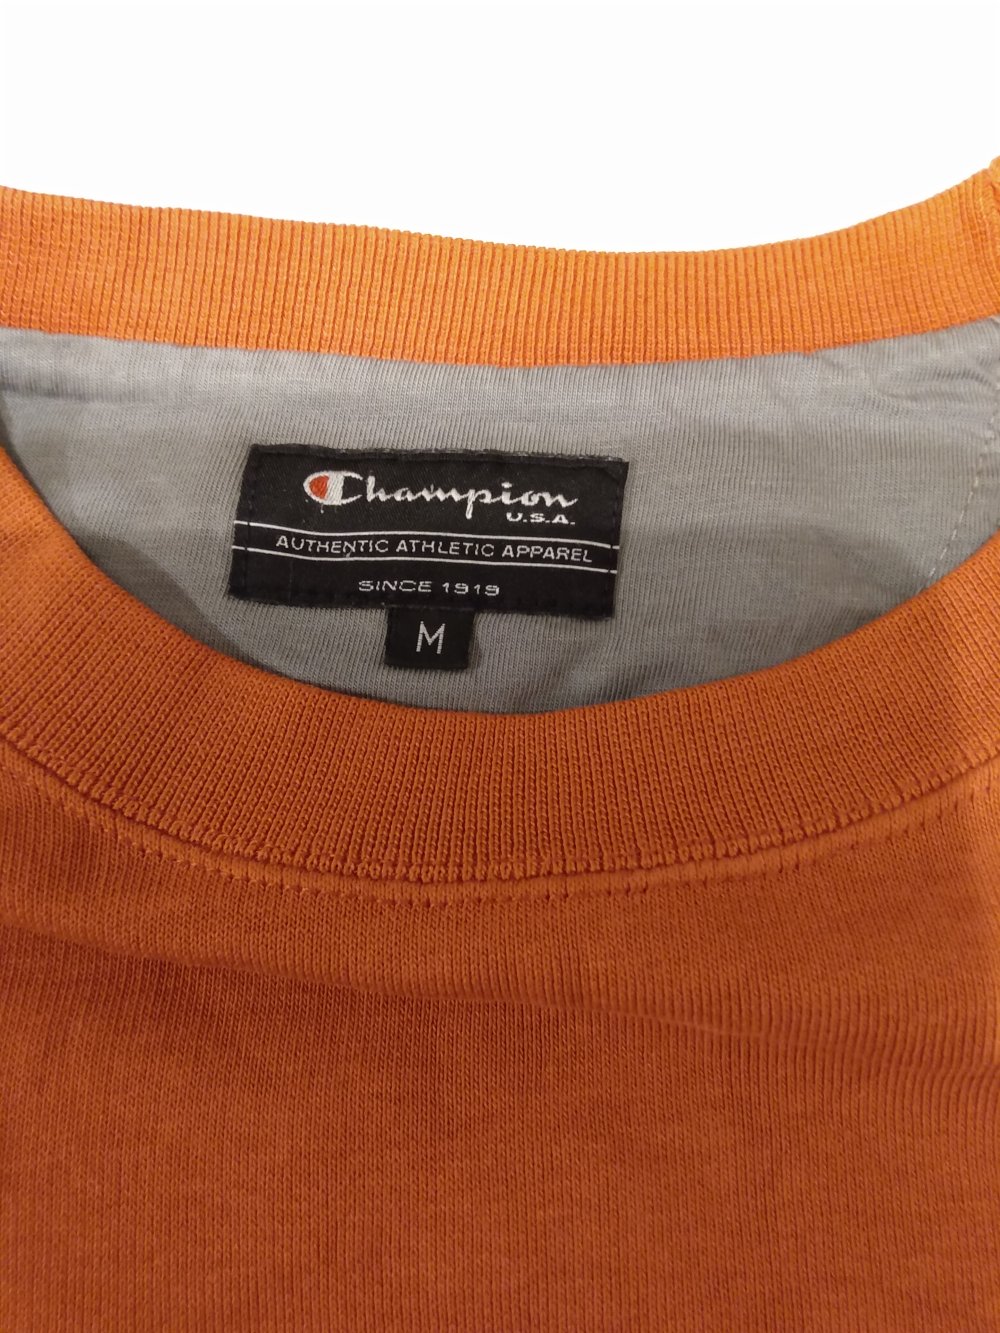 Champion
U.S.A.
AUTHENTIC ATHLETIC APPAREL
SINCE 1919
M